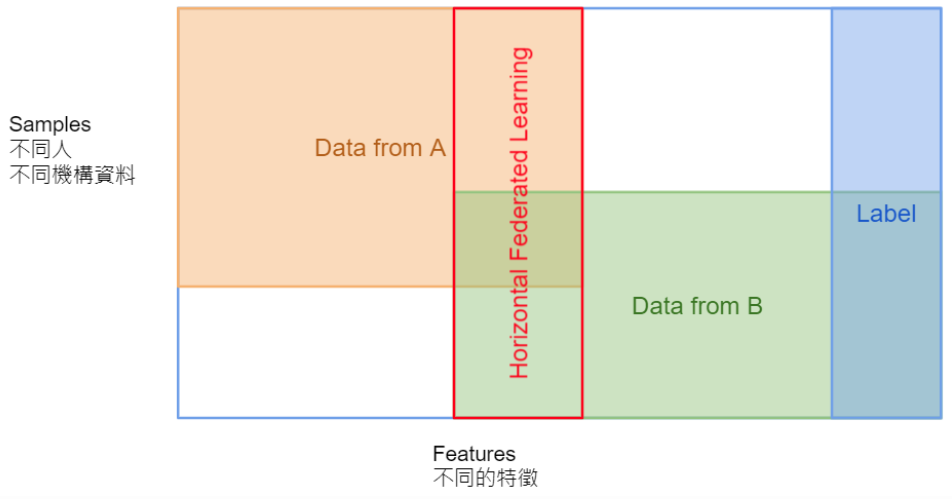 Samples
不同人
不同機構資料
Data from A
Horizontal Federated Learning
Label
Data from B
Features
不同的特徵